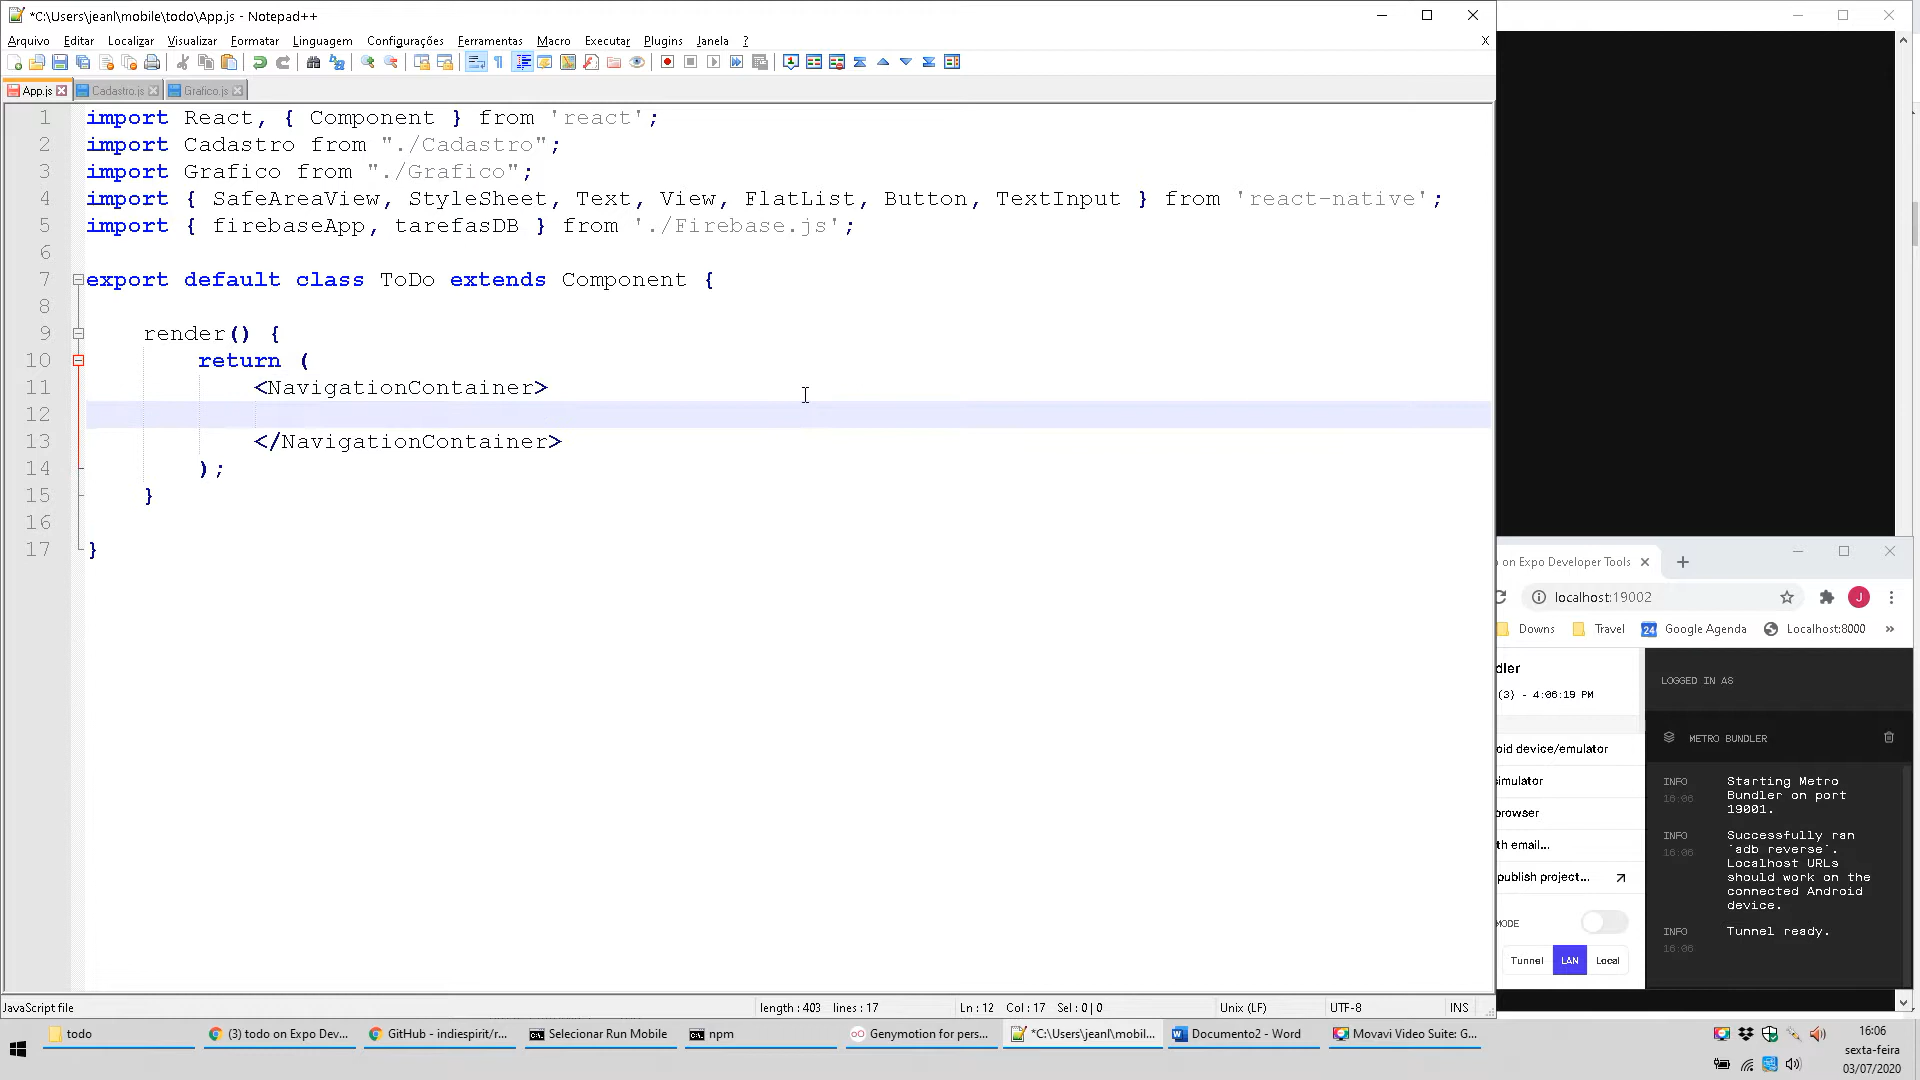 *C:\Users\jeanl\mobile\todo\App.js - Notepad++
Arquivo Editar Localizar Visualizar Formatar Linguagem Configurações Ferramentas Macro Executar Plugins Janela ? X
App.js Cadastro.js Grafico.js
1 import React, { Component } from 'react';
2 import Cadastro from "./Cadastro";
3 import Grafico from "./Grafico";
4 import { SafeAreaView, StyleSheet, Text, View, FlatList, Button, TextInput } from 'react-native';
5 import { firebaseApp, tarefasDB } from './Firebase.js';
6
7 export default class ToDo extends Component {
8
9 render() {
10 return (
11 <NavigationContainer>
12
13 </NavigationContainer>
14 );
15 }
16
17 }
JavaScript file length : 403 lines : 17 Ln : 12 Col : 17 Sel : 0 | 0 Unix (LF) UTF-8 INS
on Expo Developer Tools
localhost:19002 J
Downs Travel 24 Google Agenda Localhost:8000 »
dler
(3) - 4:06:19 PM
oid device/emulator
simulator
browser
th email...
publish project...
MODE
Tunnel LAN Local
LOGGED IN AS
METRO BUNDLER
INFO 16:06 Starting Metro
Bundler on port
19001.
INFO 16:06 Successfully ran
`adb reverse`.
Localhost URLs
should work on the
connected Android
device.
INFO 16:06 Tunnel ready.
todo (3) todo on Expo Dev... GitHub - indiespirit/r... Selecionar Run Mobile npm Genymotion for pers... *C:\Users\jeanl\mobil... Documento2 - Word Movavi Video Suite: G...
16:06
sexta-feira
03/07/2020